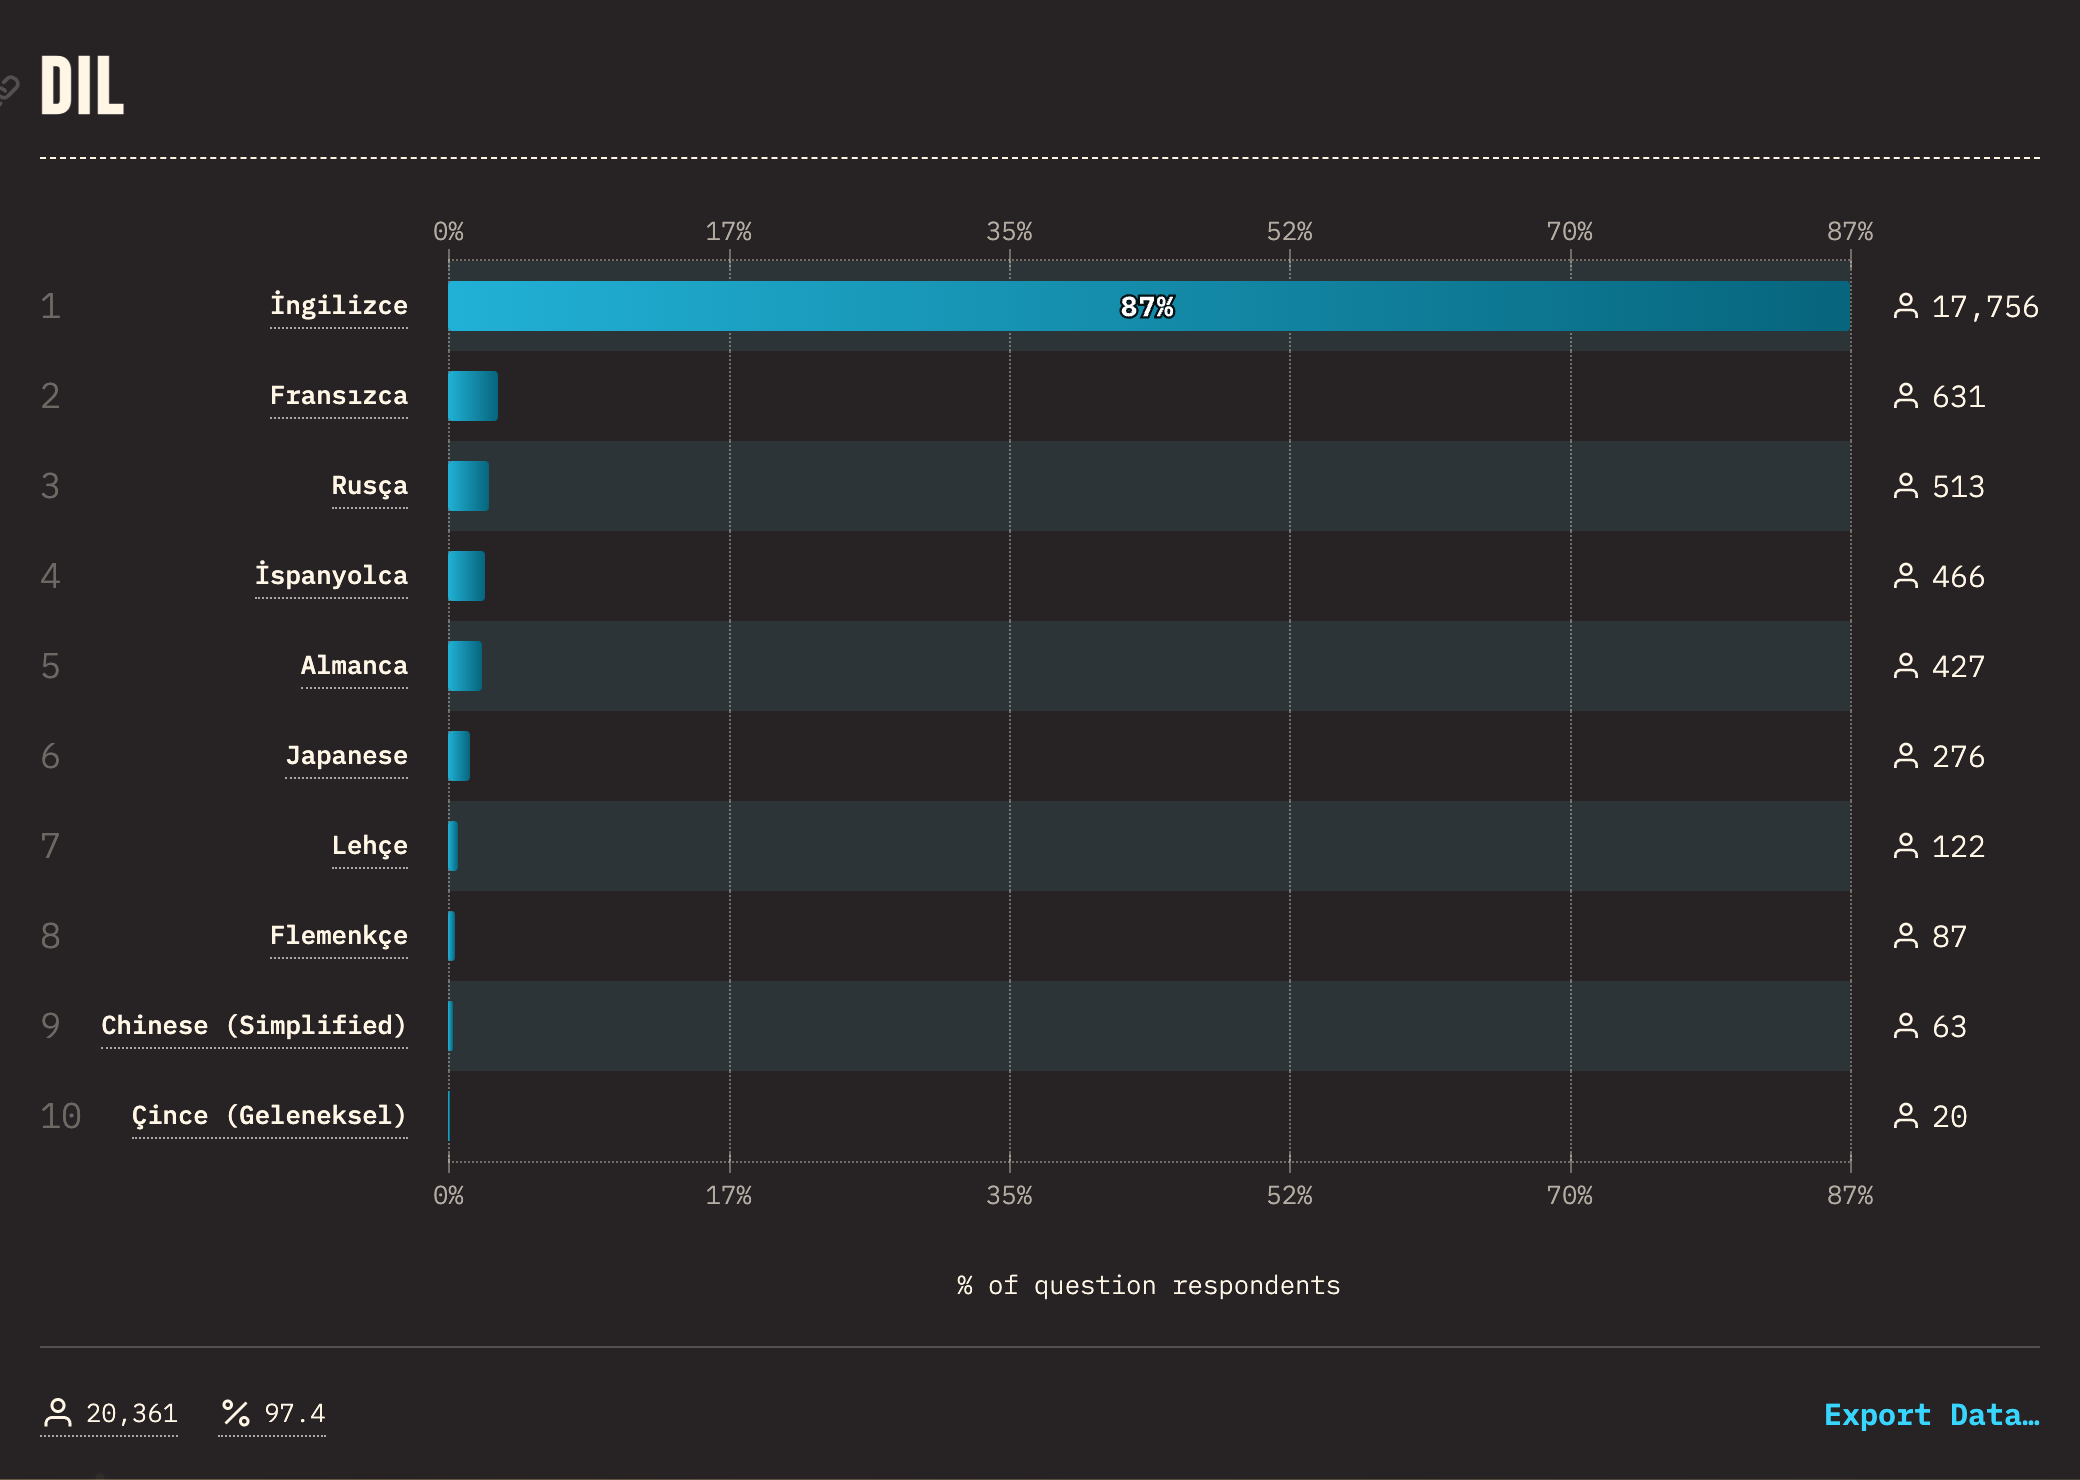 DIL
0% 17% 35% 52% 70% 87%
1 İngilizce 87% 17,756
2 Fransızca 631
3 Rusça 513
4 İspanyolca 466
5 Almanca 427
6 Japanese 276
7 Lehçe 122
8 Flemenkçe 87
9 Chinese (Simplified) 63
10 Çince (Geleneksel) 20
0% 17% 35% 52% 70% 87%
% of question respondents
20,361 % 97.4 Export Data…